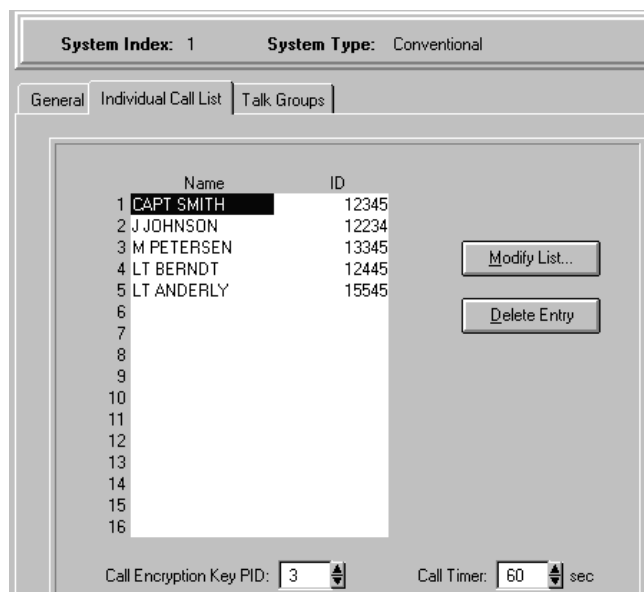 System Index: 1 System Type: Conventional
General Individual Call List Talk Groups
Name ID
1 CAPT SMITH 12345
2 J JOHNSON 12234
3 M PETERSEN 13345
4 LT BERNDT 12445
5 LT ANDERLY 15545
6
7
8
9
10
11
12
13
14
15
16
Modify List...
Delete Entry
Call Encryption Key PID: 3 Call Timer: 60 sec